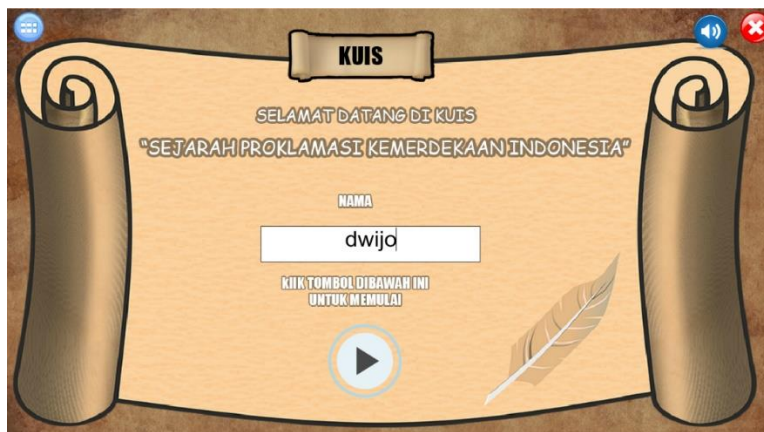 KUIS
SELAMAT DATANG DI KUIS
"SEJARAH PROKLAMASI KEMERDEKAAN INDONESIA"
NAMA
dwijo
KlIK TOMBOL DIBAWAH INI
UNTUK MEMULAI